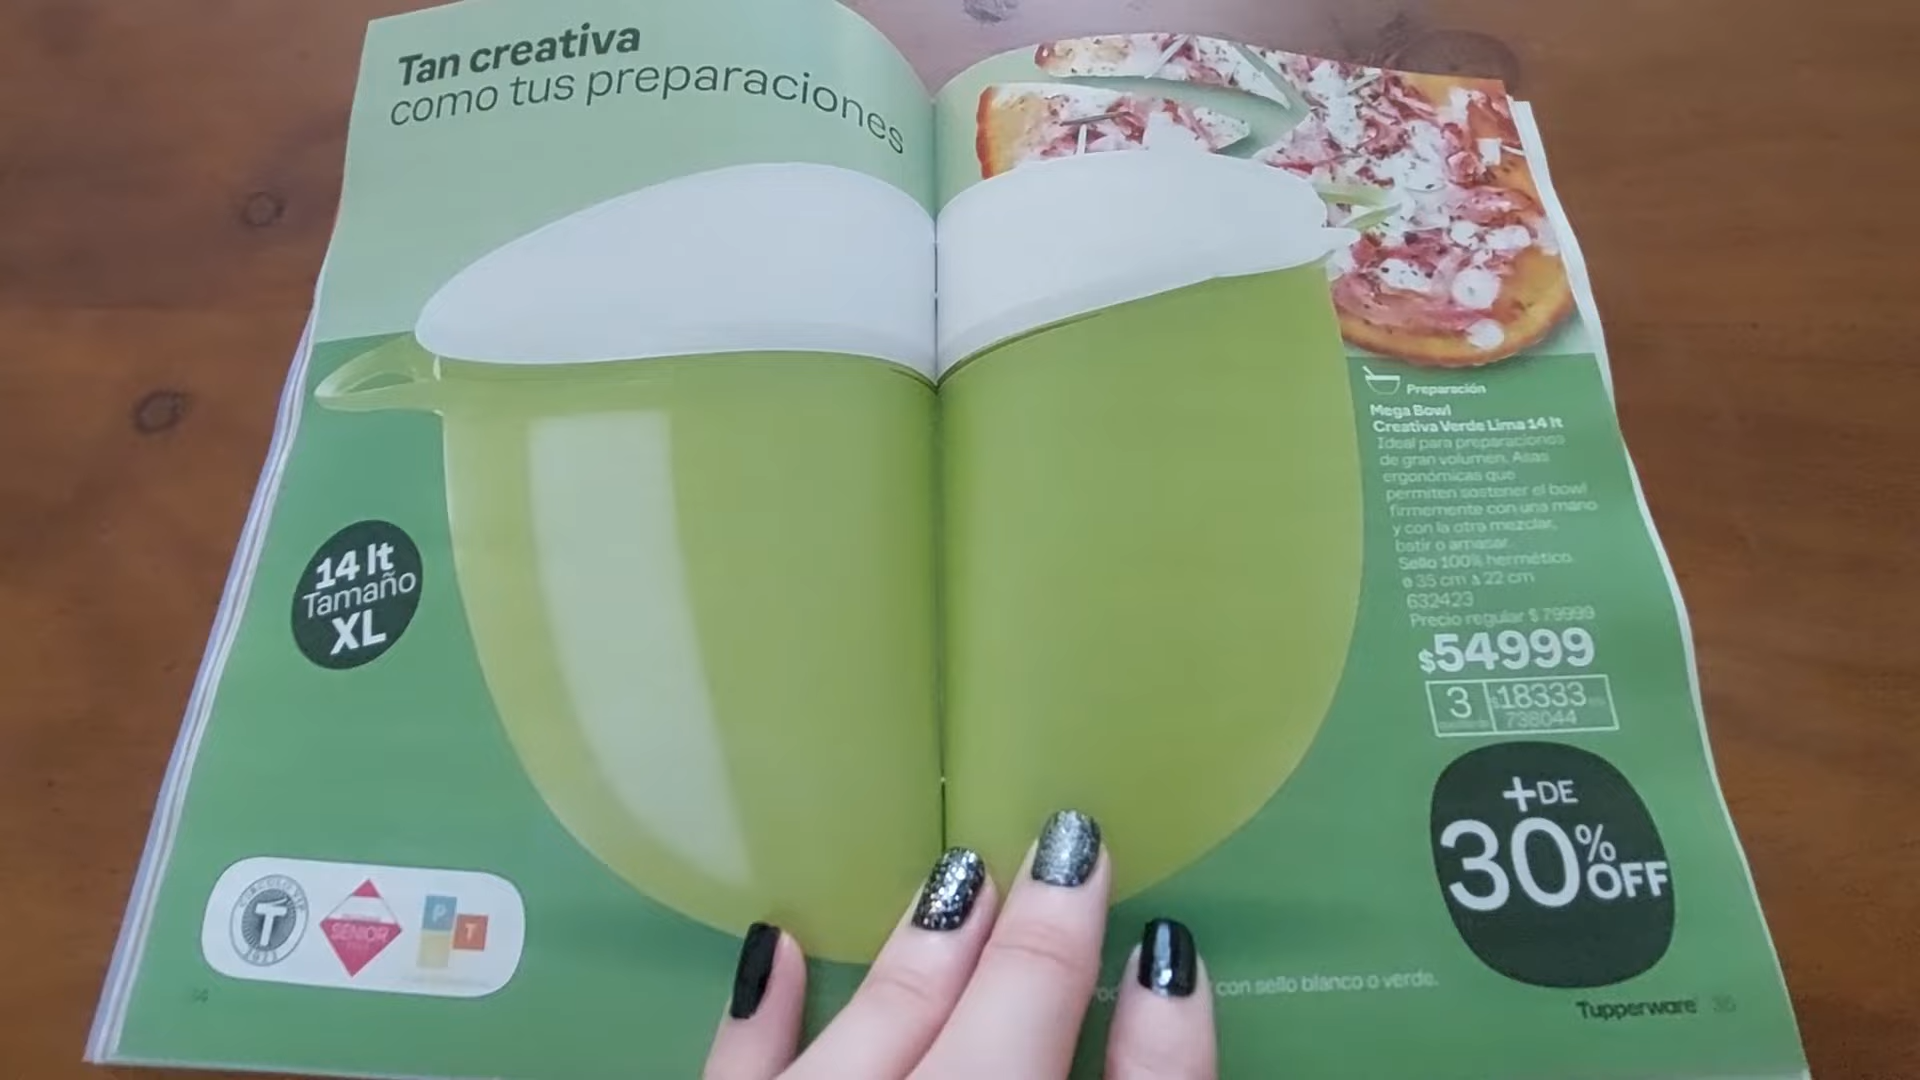 Tan creativa
como tus preparaciones
14 lt
Tamaño
XL
SENIOR
P
T
Preparación
Mega Bowl
Creativa Verde Lima 14 lt
Ideal para preparaciones
de gran volumen. Asas
ergonómicas que
permiten sostener el bowl
firmemente con una mano
y con la otra mezclar,
batir o amasar.
Sello 100% hermético.
ø 35 cm 22 cm
632423
Precio regular $ 79999
$54999
3 $18333
738044
+DE
30%
OFF
con sello blanco o verde.
Tupperware